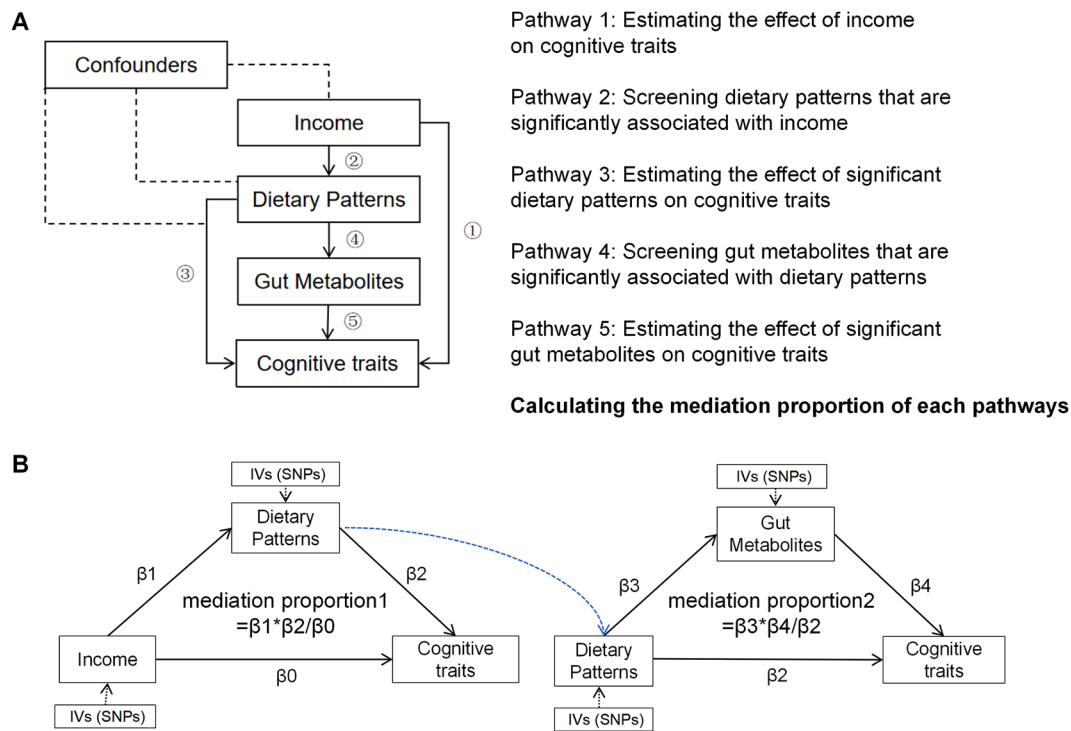 A
Confounders
Income
②
Dietary Patterns
④
①
③
Gut Metabolites
⑤
Cognitive traits
Pathway 1: Estimating the effect of income
on cognitive traits
Pathway 2: Screening dietary patterns that are
significantly associated with income
Pathway 3: Estimating the effect of significant
dietary patterns on cognitive traits
Pathway 4: Screening gut metabolites that are
significantly associated with dietary patterns
Pathway 5: Estimating the effect of significant
gut metabolites on cognitive traits
Calculating the mediation proportion of each pathways
B
IVs (SNPs)
Dietary
Patterns
β1
β2
mediation proportion1
=β1*β2/β0
Income
β0
Cognitive
traits
IVs (SNPs)
IVs (SNPs)
Gut
Metabolites
β3
β4
mediation proportion2
=β3*β4/β2
Dietary
Patterns
β2
Cognitive
traits
IVs (SNPs)